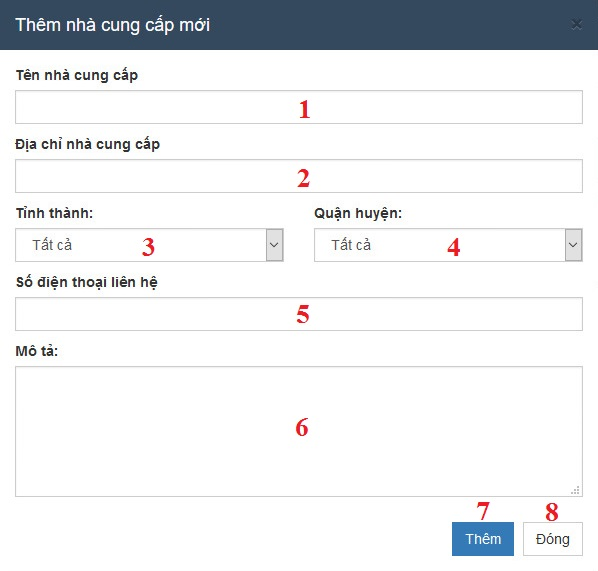 Thêm nhà cung cấp mới ×
Tên nhà cung cấp
1
Địa chỉ nhà cung cấp
2
Tỉnh thành: Quận huyện:
Tất cả 3 Tất cả 4
Số điện thoại liên hệ
5
Mô tả:
6
7 8
Thêm Đóng